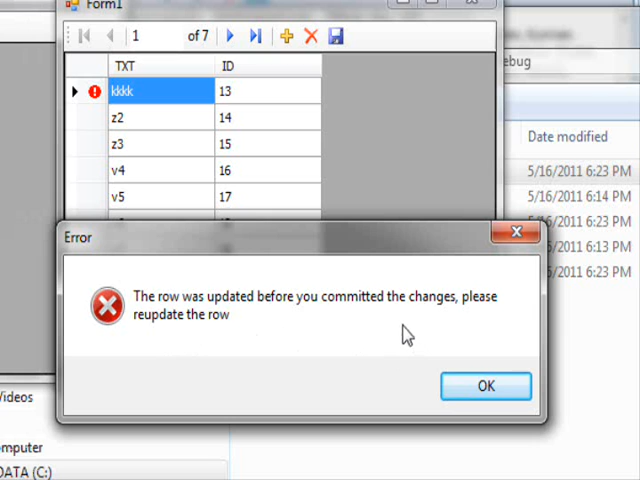 Form1
1 of 7
TXT ID
kkkk 13
z2 14
z3 15
v4 16
v5 17
ebug
Date modified
5/16/2011 6:23 PM
5/16/2011 6:14 PM
5/16/2011 6:23 PM
5/16/2011 6:13 PM
5/16/2011 6:23 PM
Error
The row was updated before you committed the changes, please
reupdate the row
OK
/ideos
omputer
DATA (C:)